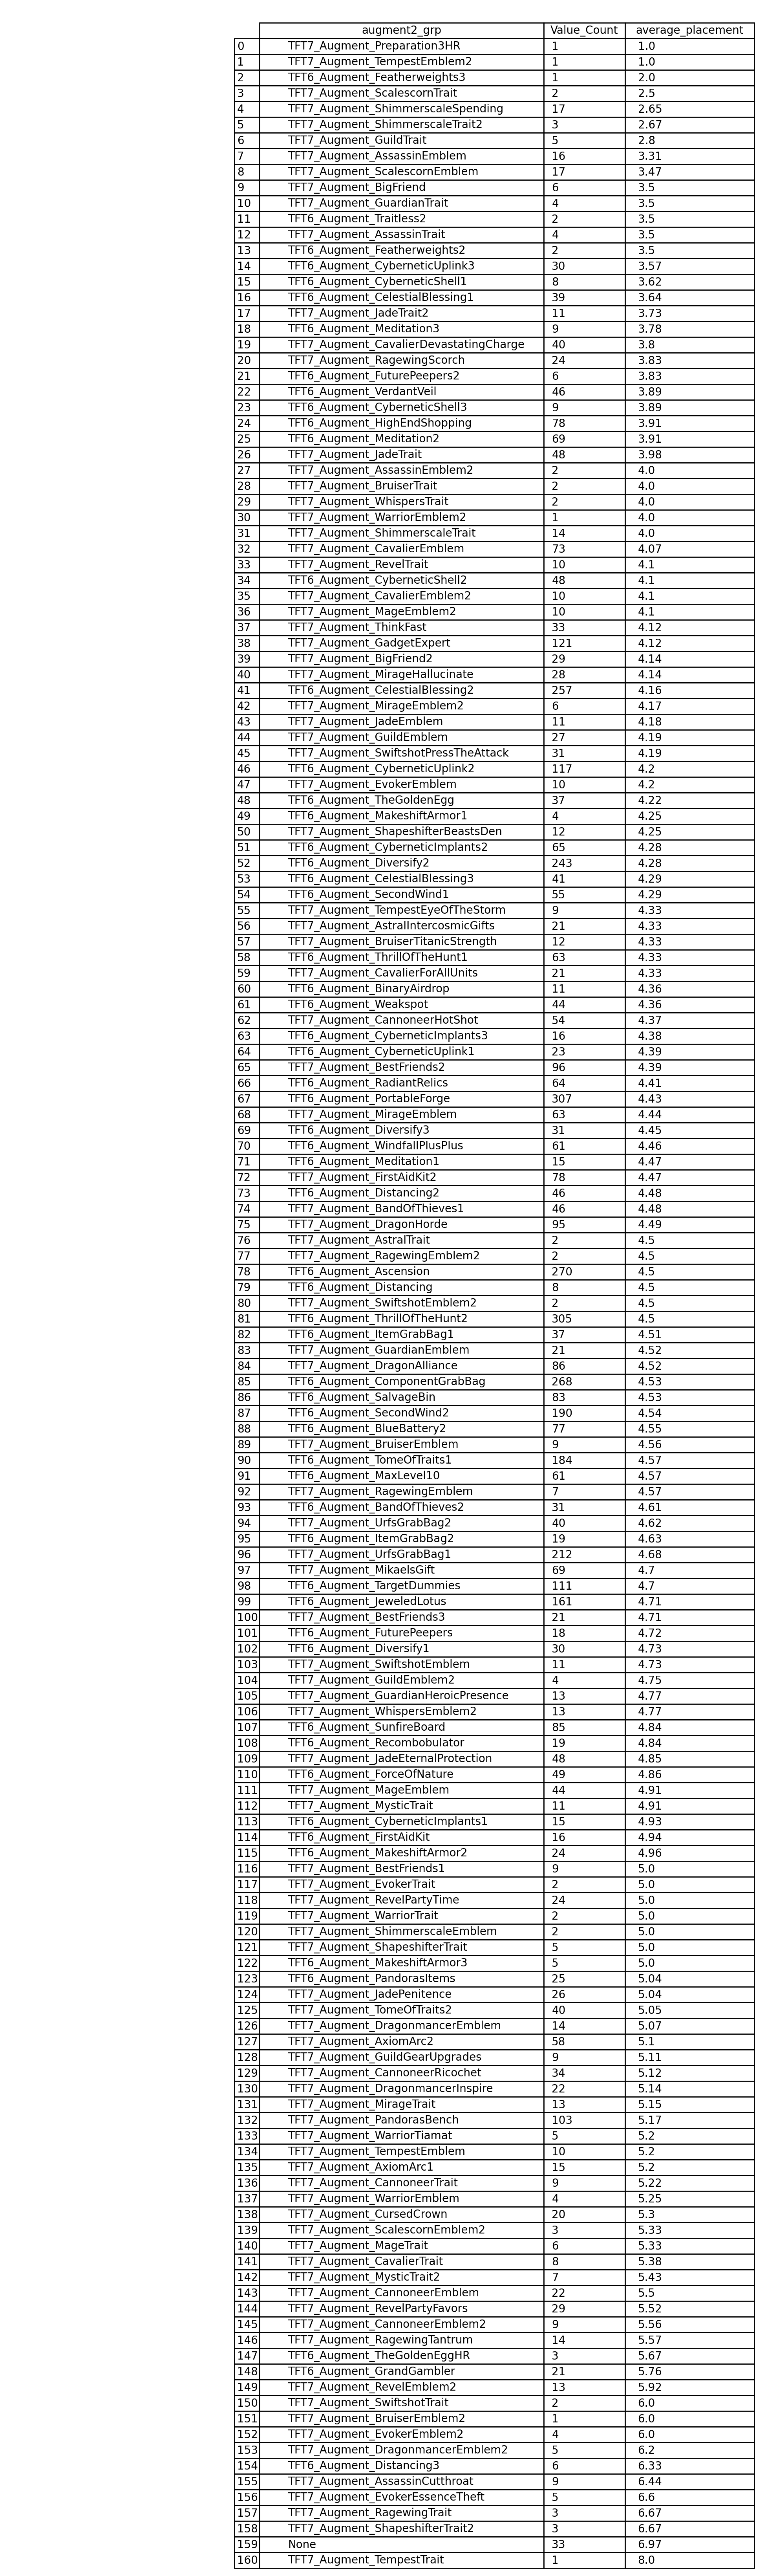 augment2_grp Value_Count average_placement
0 TFT7_Augment_Preparation3HR 1 1.0
1 TFT7_Augment_TempestEmblem2 1 1.0
2 TFT6_Augment_Featherweights3 1 2.0
3 TFT7_Augment_ScalescornTrait 2 2.5
4 TFT7_Augment_ShimmerscaleSpending 17 2.65
5 TFT7_Augment_ShimmerscaleTrait2 3 2.67
6 TFT7_Augment_GuildTrait 5 2.8
7 TFT7_Augment_AssassinEmblem 16 3.31
8 TFT7_Augment_ScalescornEmblem 17 3.47
9 TFT7_Augment_BigFriend 6 3.5
10 TFT7_Augment_GuardianTrait 4 3.5
11 TFT6_Augment_Traitless2 2 3.5
12 TFT7_Augment_AssassinTrait 4 3.5
13 TFT6_Augment_Featherweights2 2 3.5
14 TFT6_Augment_CyberneticUplink3 30 3.57
15 TFT6_Augment_CyberneticShell1 8 3.62
16 TFT6_Augment_CelestialBlessing1 39 3.64
17 TFT7_Augment_JadeTrait2 11 3.73
18 TFT6_Augment_Meditation3 9 3.78
19 TFT7_Augment_CavalierDevastatingCharge 40 3.8
20 TFT7_Augment_RagewingScorch 24 3.83
21 TFT6_Augment_FuturePeepers2 6 3.83
22 TFT6_Augment_VerdantVeil 46 3.89
23 TFT6_Augment_CyberneticShell3 9 3.89
24 TFT6_Augment_HighEndShopping 78 3.91
25 TFT6_Augment_Meditation2 69 3.91
26 TFT7_Augment_JadeTrait 48 3.98
27 TFT7_Augment_AssassinEmblem2 2 4.0
28 TFT7_Augment_BruiserTrait 2 4.0
29 TFT7_Augment_WhispersTrait 2 4.0
30 TFT7_Augment_WarriorEmblem2 1 4.0
31 TFT7_Augment_ShimmerscaleTrait 14 4.0
32 TFT7_Augment_CavalierEmblem 73 4.07
33 TFT7_Augment_RevelTrait 10 4.1
34 TFT6_Augment_CyberneticShell2 48 4.1
35 TFT7_Augment_CavalierEmblem2 10 4.1
36 TFT7_Augment_MageEmblem2 10 4.1
37 TFT7_Augment_ThinkFast 33 4.12
38 TFT7_Augment_GadgetExpert 121 4.12
39 TFT7_Augment_BigFriend2 29 4.14
40 TFT7_Augment_MirageHallucinate 28 4.14
41 TFT6_Augment_CelestialBlessing2 257 4.16
42 TFT7_Augment_MirageEmblem2 6 4.17
43 TFT7_Augment_JadeEmblem 11 4.18
44 TFT7_Augment_GuildEmblem 27 4.19
45 TFT7_Augment_SwiftshotPressTheAttack 31 4.19
46 TFT6_Augment_CyberneticUplink2 117 4.2
47 TFT7_Augment_EvokerEmblem 10 4.2
48 TFT6_Augment_TheGoldenEgg 37 4.22
49 TFT6_Augment_MakeshiftArmor1 4 4.25
50 TFT7_Augment_ShapeshifterBeastsDen 12 4.25
51 TFT6_Augment_CyberneticImplants2 65 4.28
52 TFT6_Augment_Diversify2 243 4.28
53 TFT6_Augment_CelestialBlessing3 41 4.29
54 TFT6_Augment_SecondWind1 55 4.29
55 TFT7_Augment_TempestEyeOfTheStorm 9 4.33
56 TFT7_Augment_AstralIntercosmicGifts 21 4.33
57 TFT7_Augment_BruiserTitanicStrength 12 4.33
58 TFT6_Augment_ThrillOfTheHunt1 63 4.33
59 TFT7_Augment_CavalierForAllUnits 21 4.33
60 TFT6_Augment_BinaryAirdrop 11 4.36
61 TFT6_Augment_Weakspot 44 4.36
62 TFT7_Augment_CannoneerHotShot 54 4.37
63 TFT6_Augment_CyberneticImplants3 16 4.38
64 TFT6_Augment_CyberneticUplink1 23 4.39
65 TFT7_Augment_BestFriends2 96 4.39
66 TFT6_Augment_RadiantRelics 64 4.41
67 TFT6_Augment_PortableForge 307 4.43
68 TFT7_Augment_MirageEmblem 63 4.44
69 TFT6_Augment_Diversify3 31 4.45
70 TFT6_Augment_WindfallPlusPlus 61 4.46
71 TFT6_Augment_Meditation1 15 4.47
72 TFT7_Augment_FirstAidKit2 78 4.47
73 TFT6_Augment_Distancing2 46 4.48
74 TFT7_Augment_BandOfThieves1 46 4.48
75 TFT7_Augment_DragonHorde 95 4.49
76 TFT7_Augment_AstralTrait 2 4.5
77 TFT7_Augment_RagewingEmblem2 2 4.5
78 TFT6_Augment_Ascension 270 4.5
79 TFT6_Augment_Distancing 8 4.5
80 TFT7_Augment_SwiftshotEmblem2 2 4.5
81 TFT6_Augment_ThrillOfTheHunt2 305 4.5
82 TFT6_Augment_ItemGrabBag1 37 4.51
83 TFT7_Augment_GuardianEmblem 21 4.52
84 TFT7_Augment_DragonAlliance 86 4.52
85 TFT6_Augment_ComponentGrabBag 268 4.53
86 TFT6_Augment_SalvageBin 83 4.53
87 TFT6_Augment_SecondWind2 190 4.54
88 TFT6_Augment_BlueBattery2 77 4.55
89 TFT7_Augment_BruiserEmblem 9 4.56
90 TFT6_Augment_TomeOfTraits1 184 4.57
91 TFT6_Augment_MaxLevel10 61 4.57
92 TFT7_Augment_RagewingEmblem 7 4.57
93 TFT6_Augment_BandOfThieves2 31 4.61
94 TFT7_Augment_UrfsGrabBag2 40 4.62
95 TFT6_Augment_ItemGrabBag2 19 4.63
96 TFT7_Augment_UrfsGrabBag1 212 4.68
97 TFT7_Augment_MikaelsGift 69 4.7
98 TFT6_Augment_TargetDummies 111 4.7
99 TFT6_Augment_JeweledLotus 161 4.71
100 TFT7_Augment_BestFriends3 21 4.71
101 TFT6_Augment_FuturePeepers 18 4.72
102 TFT6_Augment_Diversify1 30 4.73
103 TFT7_Augment_SwiftshotEmblem 11 4.73
104 TFT7_Augment_GuildEmblem2 4 4.75
105 TFT7_Augment_GuardianHeroicPresence 13 4.77
106 TFT7_Augment_WhispersEmblem2 13 4.77
107 TFT6_Augment_SunfireBoard 85 4.84
108 TFT6_Augment_Recombobulator 19 4.84
109 TFT7_Augment_JadeEternalProtection 48 4.85
110 TFT6_Augment_ForceOfNature 49 4.86
111 TFT7_Augment_MageEmblem 44 4.91
112 TFT7_Augment_MysticTrait 11 4.91
113 TFT6_Augment_CyberneticImplants1 15 4.93
114 TFT6_Augment_FirstAidKit 16 4.94
115 TFT6_Augment_MakeshiftArmor2 24 4.96
116 TFT7_Augment_BestFriends1 9 5.0
117 TFT7_Augment_EvokerTrait 2 5.0
118 TFT7_Augment_RevelPartyTime 24 5.0
119 TFT7_Augment_WarriorTrait 2 5.0
120 TFT7_Augment_ShimmerscaleEmblem 2 5.0
121 TFT7_Augment_ShapeshifterTrait 5 5.0
122 TFT6_Augment_MakeshiftArmor3 5 5.0
123 TFT6_Augment_PandorasItems 25 5.04
124 TFT7_Augment_JadePenitence 26 5.04
125 TFT7_Augment_TomeOfTraits2 40 5.05
126 TFT7_Augment_DragonmancerEmblem 14 5.07
127 TFT7_Augment_AxiomArc2 58 5.1
128 TFT7_Augment_GuildGearUpgrades 9 5.11
129 TFT7_Augment_CannoneerRicochet 34 5.12
130 TFT7_Augment_DragonmancerInspire 22 5.14
131 TFT7_Augment_MirageTrait 13 5.15
132 TFT7_Augment_PandorasBench 103 5.17
133 TFT7_Augment_WarriorTiamat 5 5.2
134 TFT7_Augment_TempestEmblem 10 5.2
135 TFT7_Augment_AxiomArc1 15 5.2
136 TFT7_Augment_CannoneerTrait 9 5.22
137 TFT7_Augment_WarriorEmblem 4 5.25
138 TFT7_Augment_CursedCrown 20 5.3
139 TFT7_Augment_ScalescornEmblem2 3 5.33
140 TFT7_Augment_MageTrait 6 5.33
141 TFT7_Augment_CavalierTrait 8 5.38
142 TFT7_Augment_MysticTrait2 7 5.43
143 TFT7_Augment_CannoneerEmblem 22 5.5
144 TFT7_Augment_RevelPartyFavors 29 5.52
145 TFT7_Augment_CannoneerEmblem2 9 5.56
146 TFT7_Augment_RagewingTantrum 14 5.57
147 TFT6_Augment_TheGoldenEggHR 3 5.67
148 TFT6_Augment_GrandGambler 21 5.76
149 TFT7_Augment_RevelEmblem2 13 5.92
150 TFT7_Augment_SwiftshotTrait 2 6.0
151 TFT7_Augment_BruiserEmblem2 1 6.0
152 TFT7_Augment_EvokerEmblem2 4 6.0
153 TFT7_Augment_DragonmancerEmblem2 5 6.2
154 TFT6_Augment_Distancing3 6 6.33
155 TFT7_Augment_AssassinCutthroat 9 6.44
156 TFT7_Augment_EvokerEssenceTheft 5 6.6
157 TFT7_Augment_RagewingTrait 3 6.67
158 TFT7_Augment_ShapeshifterTrait2 3 6.67
159 None 33 6.97
160 TFT7_Augment_TempestTrait 1 8.0